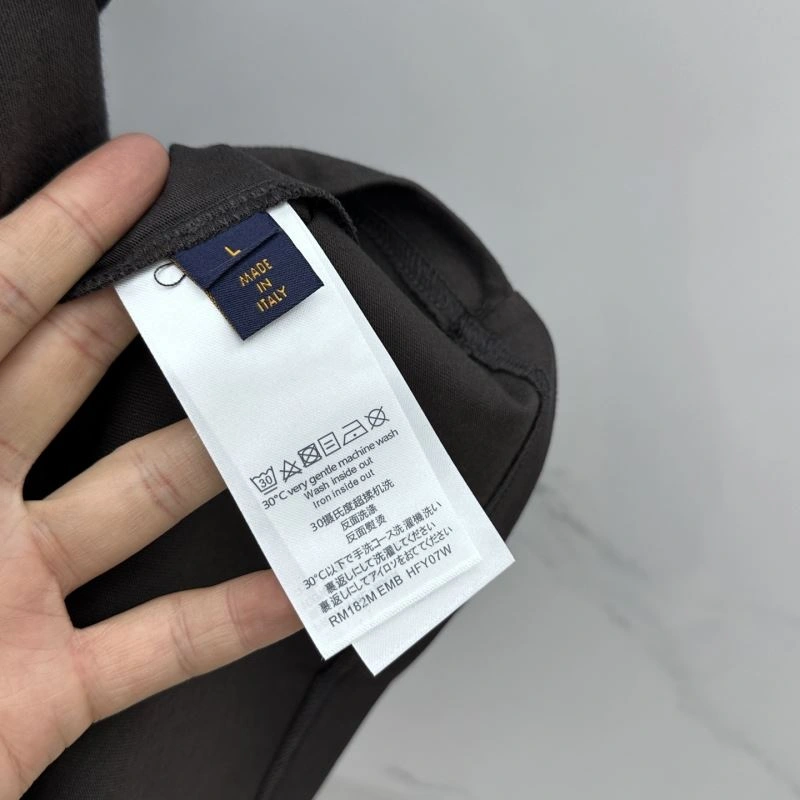 L
MADE
IN
ITALY
30
30°C very gentle machine wash
Wash inside out
Iron inside out
30摄氏度超揉机洗
反面洗涤
反面熨烫
30℃以下で手洗コース洗濯機洗い
裏返しにして洗濯してください
裏返しにしてアイロンをおてください
RM182M EMB HFY07W